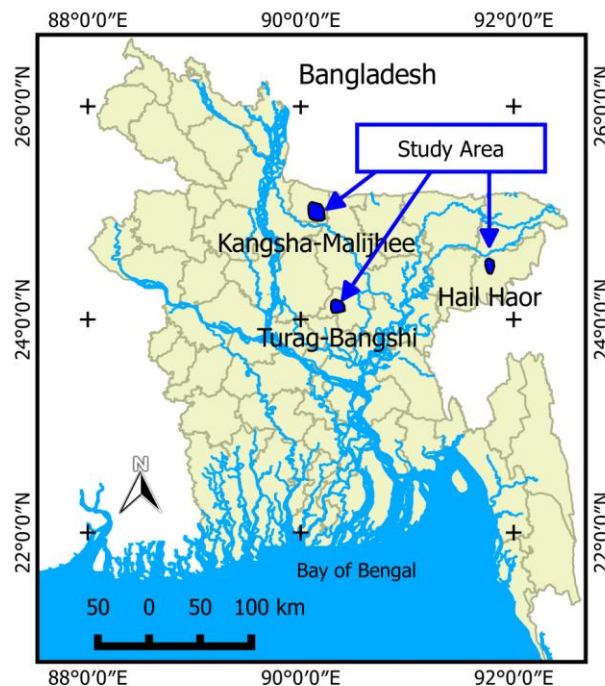 88°0'0"E 90°0'0"E 92°0'0"E
26°0'0"N 26°0'0"N
Bangladesh
Study Area
Kangsha-Malijhee
Hail Haor
24°0'0"N 24°0'0"N
Turag-Bangshi
N
22°0'0"N 22°0'0"N
Bay of Bengal
50 0 50 100 km
88°0'0"E 90°0'0"E 92°0'0"E